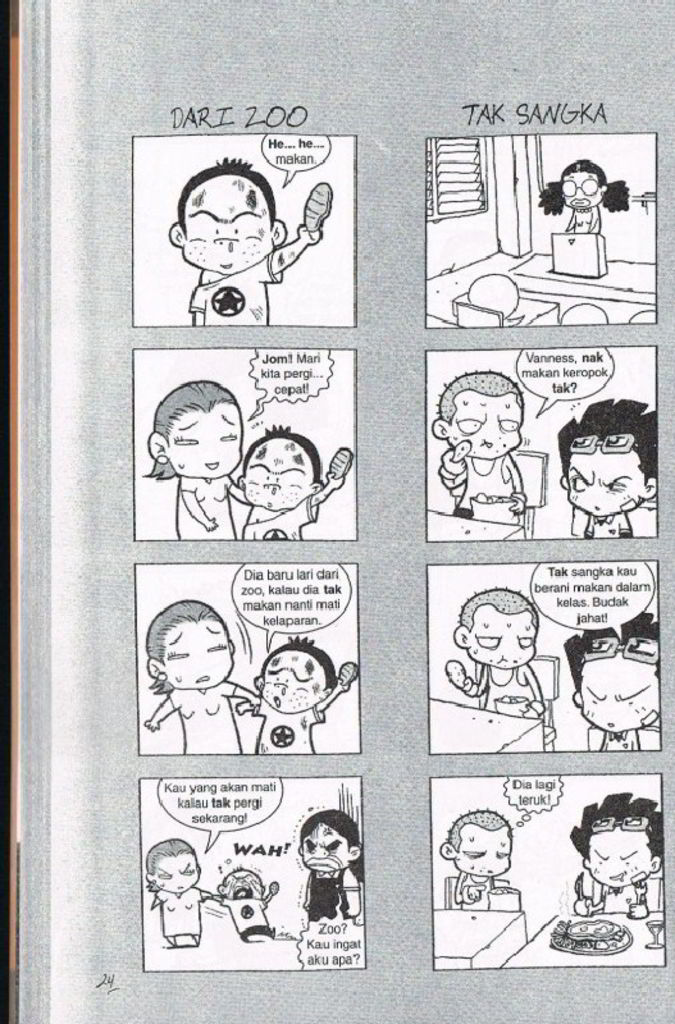 DARI ZOO
He.... he....
makan.
Jom!! Mari
kita pergi...
cepat!
Dia baru lari dari
zoo, kalau dia tak
makan nanti mati
kelaparan.
Kau yang akan mati
kalau tak pergi
sekarang!
WAH!
Zoo?
Kau ingat
aku apa?
TAK SANGKA
Vanness, nak
makan keropok
tak?
Tak sangka kau
berani makan dalam
kelas. Budak
jahat!
Dia lagi
teruk!
24